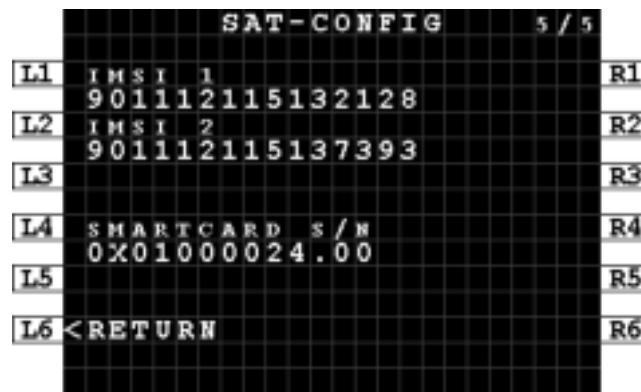 SAT-CONFIG 5/5
L1 IMSI 1 R1
901112115132128
L2 IMSI 2 R2
901112115137393
L3 R3
L4 SMARTCARD S/N R4
0X01000024.00
L5 R5
L6 <RETURN R6